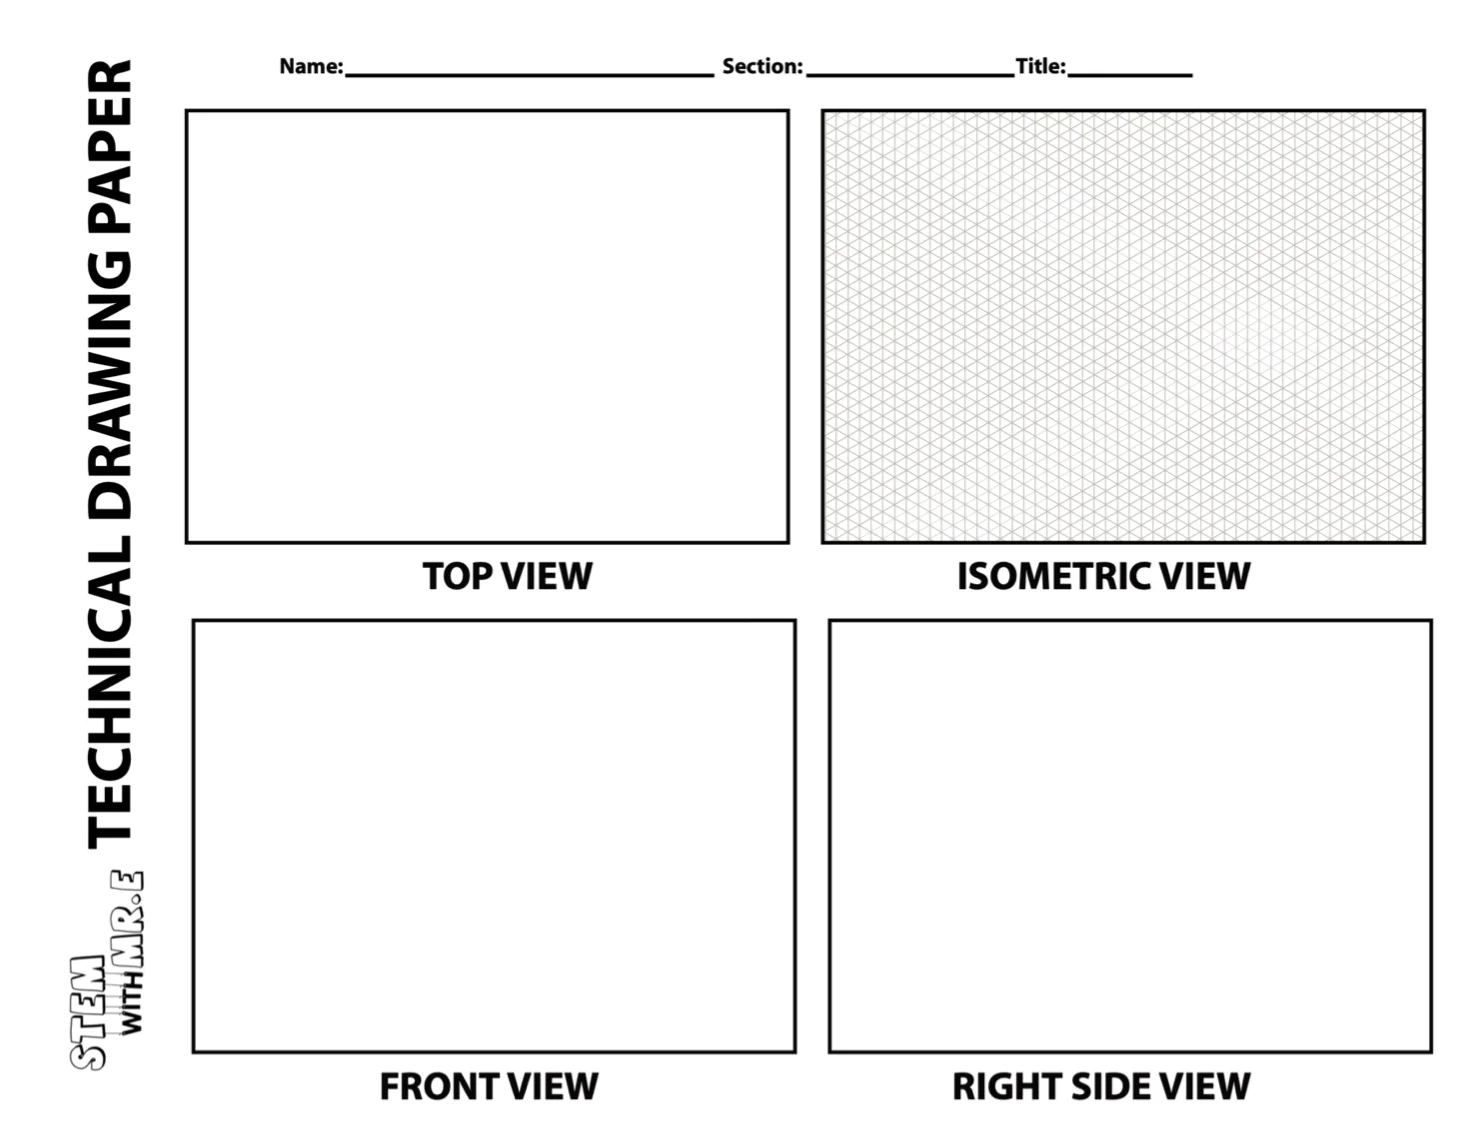 Name: Section: Title:
TECHNICAL DRAWING PAPER
STEM
WITH MR.E
TOP VIEW
ISOMETRIC VIEW
FRONT VIEW
RIGHT SIDE VIEW